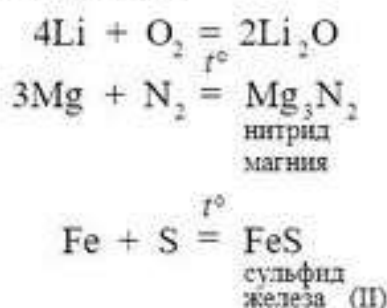 4Li + O₂ = 2Li₂O
t°
3Mg + N₂ = Mg₃N₂
нитрид
магния
t°
Fe + S = FeS
сульфид
железа (II)